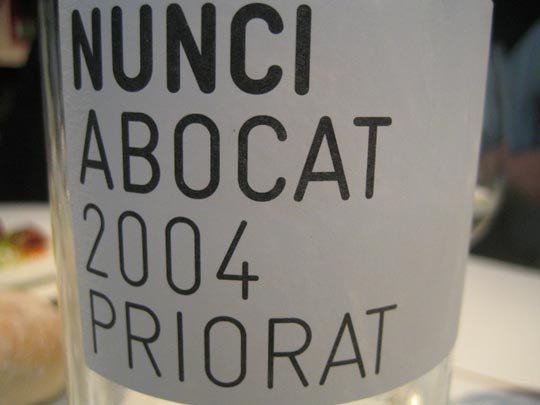 NUNCI
ABOCAT
2004
PRIORAT